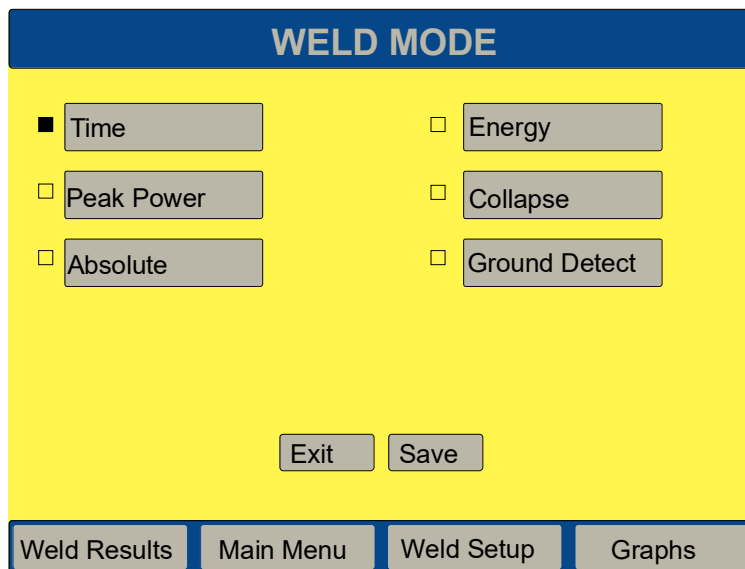 WELD MODE
Time
Energy
Peak Power
Collapse
Absolute
Ground Detect
Exit
Save
Weld Results
Main Menu
Weld Setup
Graphs